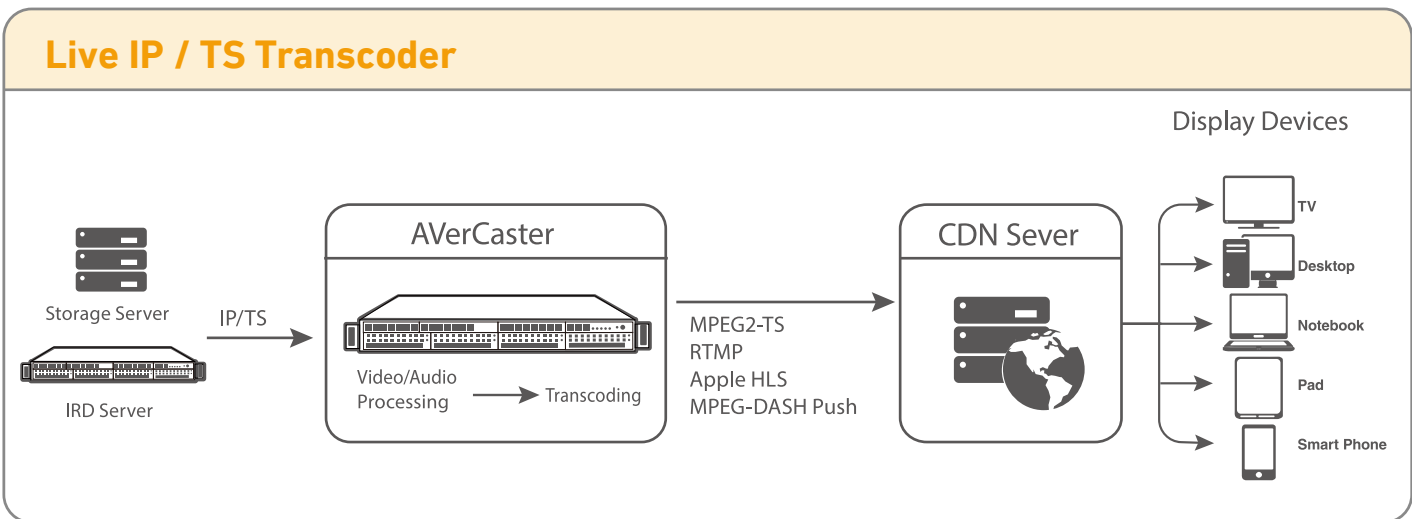 Live IP / TS Transcoder
Storage Server
IRD Server
IP/TS
AVerCaster
Video/Audio
Processing
Transcoding
MPEG2-TS
RTMP
Apple HLS
MPEG-DASH Push
CDN Sever
Display Devices
TV
Desktop
Notebook
Pad
Smart Phone